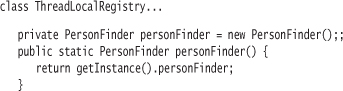 class ThreadLocalRegistry...
private PersonFinder personFinder = new PersonFinder();;
public static PersonFinder personFinder() {
return getInstance().personFinder;
}